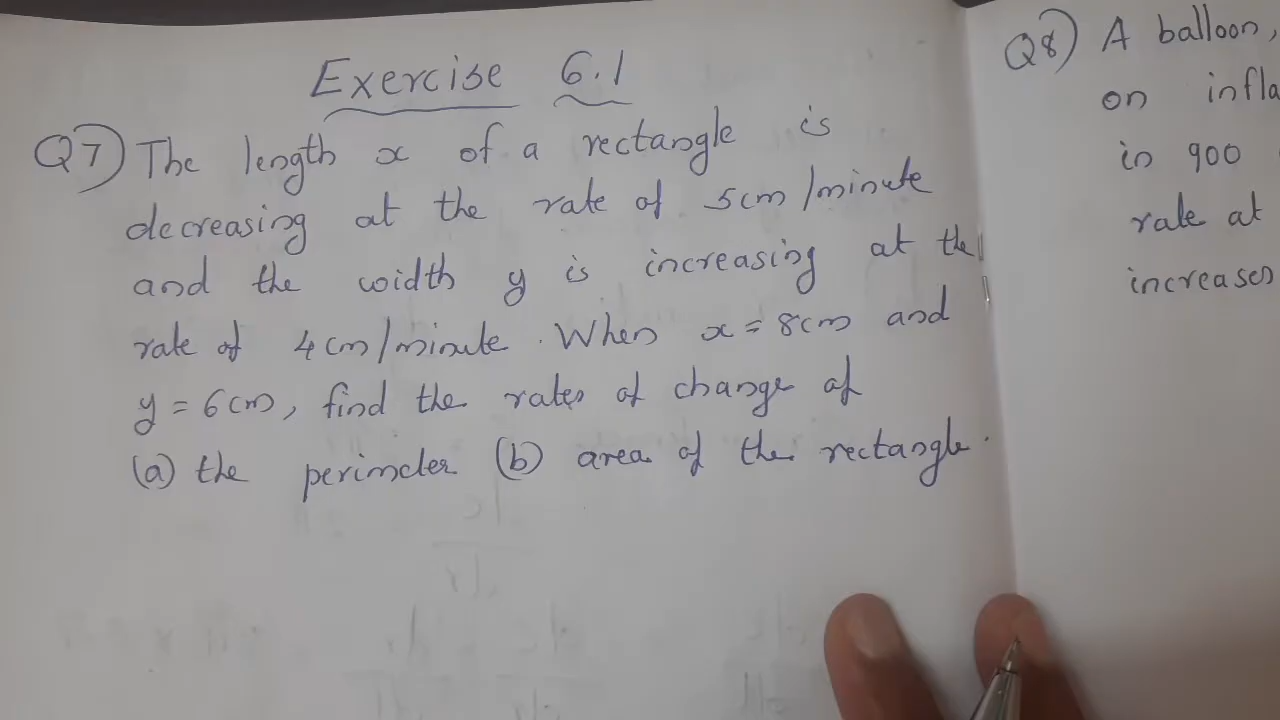 Exercise 6.1
Q7) The length x of a rectangle is
decreasing at the rate of 5cm/minute
and the width y is increasing at the
rate of 4cm/minute. When x = 8cm and
y = 6cm, find the rates of change of
(a) the perimeter (b) area of the rectangle.
Q8) A balloon,
on infla
in 900
rate at
increases